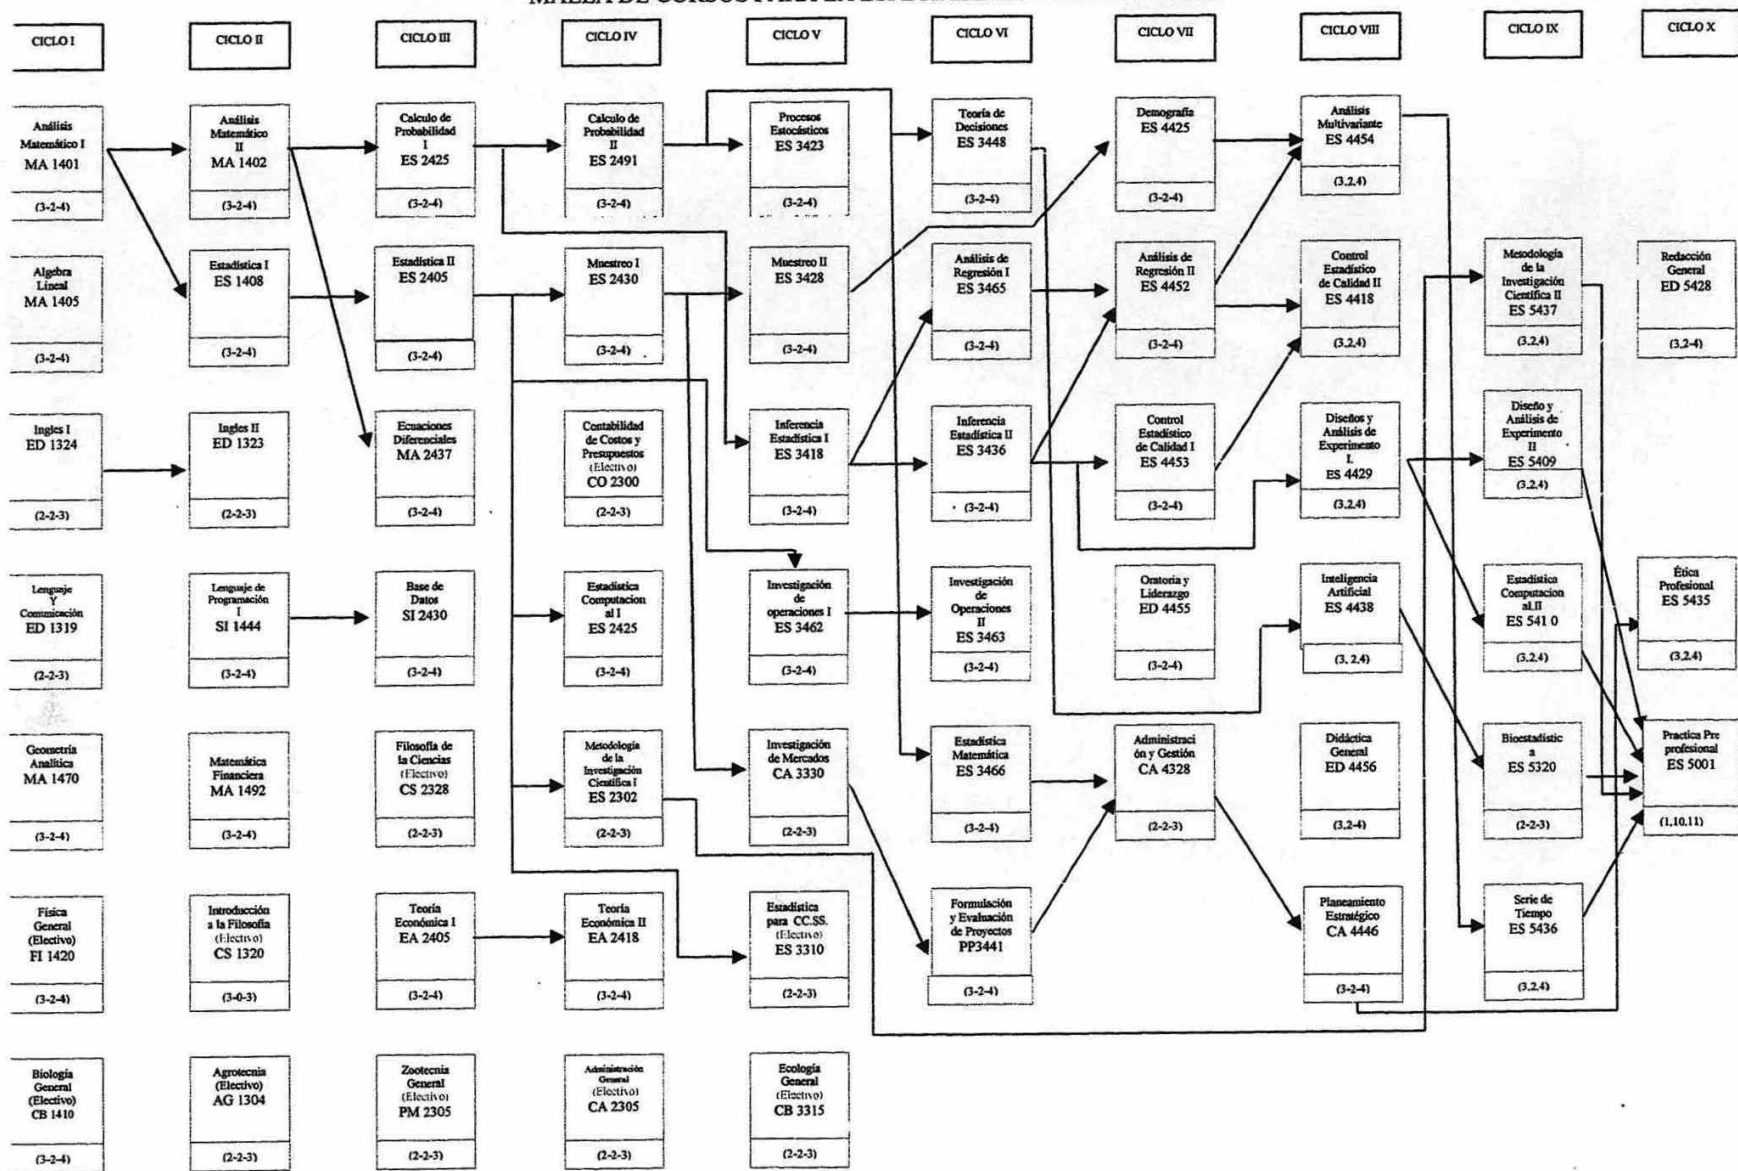 CICLO I
CICLO II
CICLO III
CICLO IV
CICLO V
CICLO VI
CICLO VII
CICLO VIII
CICLO IX
CICLO X
Análisis
Matemático I
MA 1401
(3-2-4)
Análisis
Matemático
II
MA 1402
(3-2-4)
Calculo de
Probabilidad
I
ES 2425
(3-2-4)
Calculo de
Probabilidad
II
ES 2491
(3-2-4)
Procesos
Estocásticos
ES 3423
(3-2-4)
Teoría de
Decisiones
ES 3448
(3-2-4)
Demografía
ES 4425
(3-2-4)
Análisis
Multivariante
ES 4454
(3,2,4)
Algebra
Lineal
MA 1405
(3-2-4)
Estadística I
ES 1408
(3-2-4)
Estadística II
ES 2405
(3-2-4)
Muestreo I
ES 2430
(3-2-4)
Muestreo II
ES 3428
(3-2-4)
Análisis de
Regresión I
ES 3465
(3-2-4)
Análisis de
Regresión II
ES 4452
(3-2-4)
Control
Estadístico
de Calidad II
ES 4418
(3,2,4)
Metodología
de la
Investigación
Científica II
ES 5437
(3,2,4)
Redacción
General
ED 5428
(3,2-4)
Ingles I
ED 1324
(2-2-3)
Ingles II
ED 1323
(2-2-3)
Ecuaciones
Diferenciales
MA 2437
(3-2-4)
Contabilidad
de Costos y
Presupuestos
(Electivo)
CO 2300
(2-2-3)
Inferencia
Estadística I
ES 3418
(3-2-4)
Inferencia
Estadística II
ES 3436
(3-2-4)
Control
Estadístico
de Calidad I
ES 4453
(3-2-4)
Diseños y
Análisis de
Experimento
I.
ES 4429
(3,2,4)
Diseño y
Análisis de
Experimento
II
ES 5409
(3,2,4)
Lenguaje
Y
Comunicación
ED 1319
(2-2-3)
Lenguaje de
Programación
I
SI 1444
(3-2-4)
Base de
Datos
SI 2430
(3-2-4)
Estadística
Computacion
al I
ES 2425
(3-2-4)
Investigación
de
operaciones I
ES 3462
(3-2-4)
Investigación
de
Operaciones
II
ES 3463
(3-2-4)
Oratoria y
Liderazgo
ED 4455
(3-2-4)
Inteligencia
Artificial
ES 4438
(3, 2,4)
Estadística
Computacion
al.II
ES 541 0
(3,2,4)
Ética
Profesional
ES 5435
(3,2,4)
Geometría
Analítica
MA 1470
(3-2-4)
Matemática
Financiera
MA 1492
(3-2-4)
Filosofía de
la Ciencias
(Electivo)
CS 2328
(2-2-3)
Metodología
de la
Investigación
Científica I
ES 2302
(2-2-3)
Investigación
de Mercados
CA 3330
(2-2-3)
Estadística
Matemática
ES 3466
(3-2-4)
Administraci
ón y Gestión
CA 4328
(2-2-3)
Didáctica
General
ED 4456
(3,2-4)
Bioestadístic
a
ES 5320
(2-2-3)
Practica Pre
profesional
ES 5001
(1,10,11)
Física
General
(Electivo)
FI 1420
(3-2-4)
Introducción
a la Filosofía
(Electivo)
CS 1320
(3-0-3)
Teoría
Económica I
EA 2405
(3-2-4)
Teoría
Económica II
EA 2418
(3-2-4)
Estadística
para CC.SS.
(Electivo)
ES 3310
(2-2-3)
Formulación
y Evaluación
de Proyectos
PP3441
(3-2-4)
Planeamiento
Estratégico
CA 4446
(3-2-4)
Serie de
Tiempo
ES 5436
(3,2,4)
Biología
General
(Electivo)
CB 1410
(3-2-4)
Agrotecnia
(Electivo)
AG 1304
(2-2-3)
Zootecnia
General
(Electivo)
PM 2305
(2-2-3)
Administración
General
(Electivo)
CA 2305
(2-2-3)
Ecología
General
(Electivo)
CB 3315
(2-2-3)